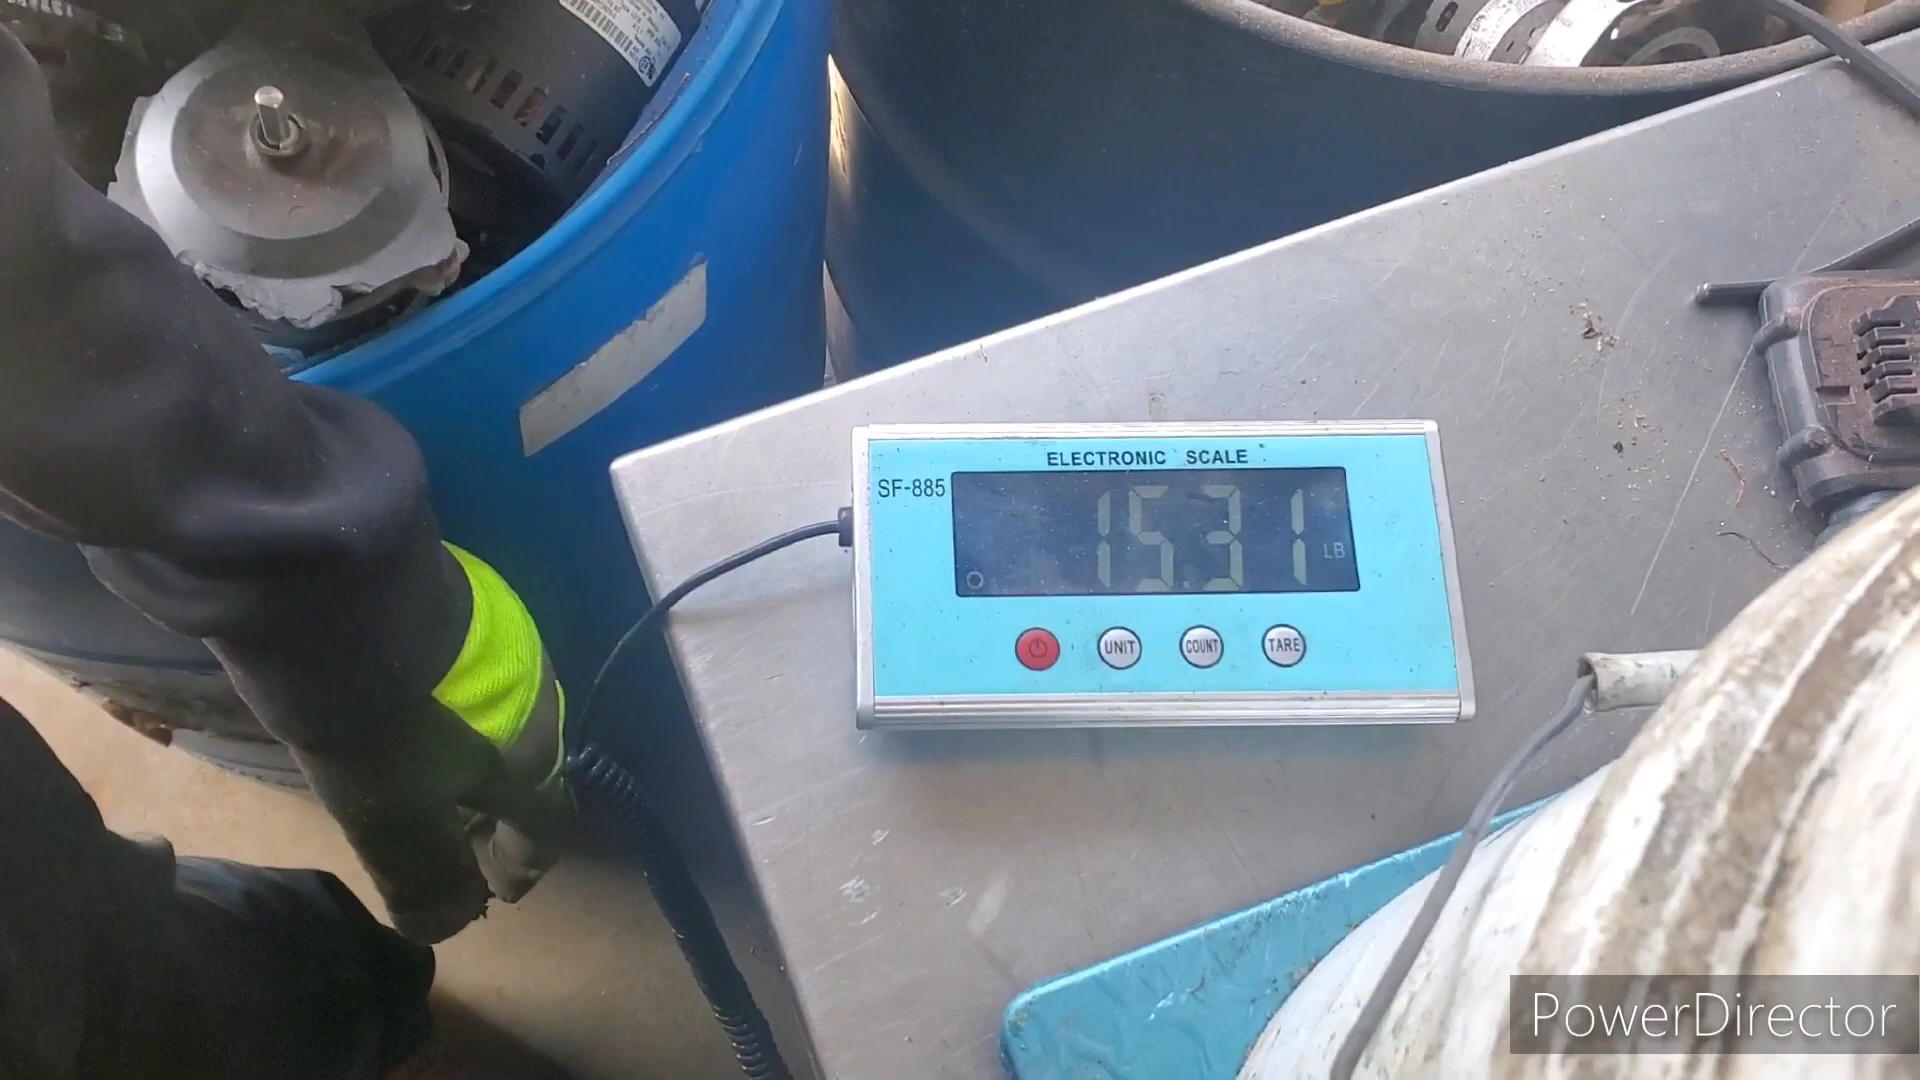 ELECTRONIC SCALE
SF-885
15.31
LB
UNIT
COUNT
TARE
PowerDirector